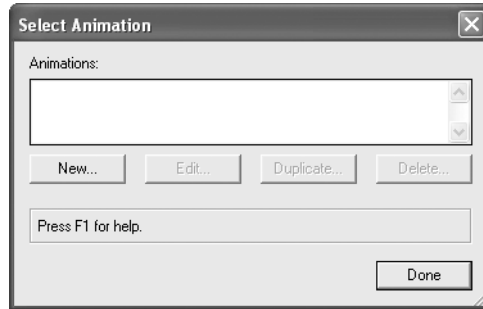 Select Animation
Animations:
New... Edit... Duplicate... Delete...
Press F1 for help.
Done